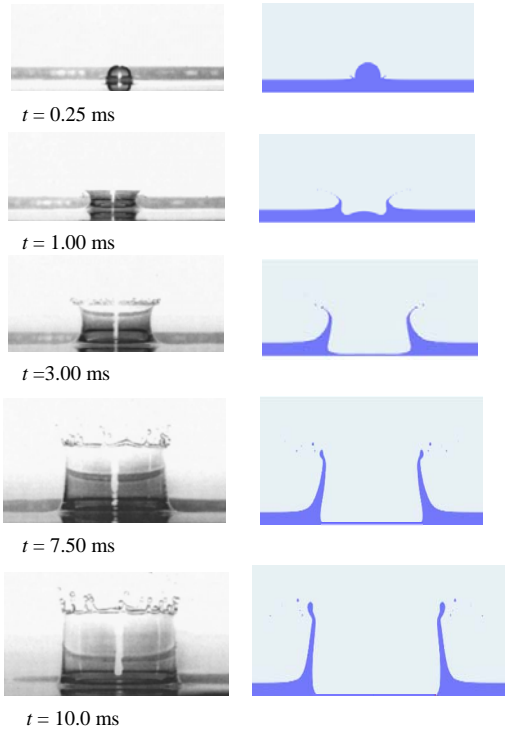 t = 0.25 ms
t = 1.00 ms
t =3.00 ms
t = 7.50 ms
t = 10.0 ms